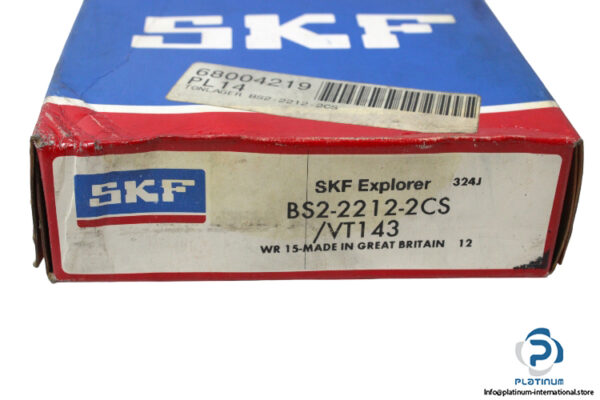 SKF
68004219
PL14
TONLAGER BS2-2212-2CS
SKF
SKF Explorer 324J
BS2-2212-2CS
/VT143
WR 15-MADE IN GREAT BRITAIN 12
PLATINUM
Info@platinum-international.store